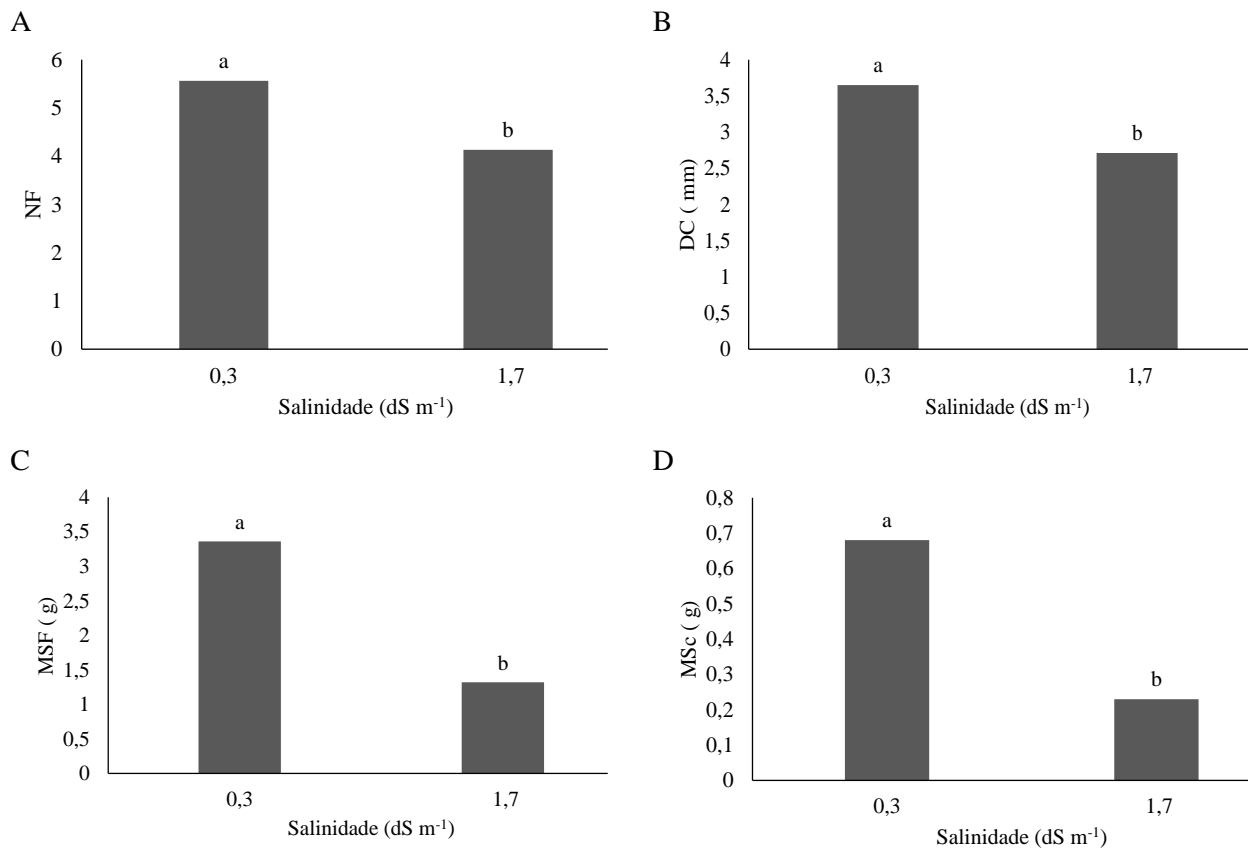 A
6
5
4
3
2
1
0
NF
a
b
0,3
1,7
Salinidade (dS m-1)
B
4
3,5
3
2,5
2
1,5
1
0,5
0
DC ( mm)
a
b
0,3
1,7
Salinidade (dS m-1)
C
4
3,5
3
2,5
2
1,5
1
0,5
0
MSF ( g)
a
b
0,3
1,7
Salinidade (dS m-1)
D
0,8
0,7
0,6
0,5
0,4
0,3
0,2
0,1
0
MSc ( g)
a
b
0,3
1,7
Salinidade (dS m-1)